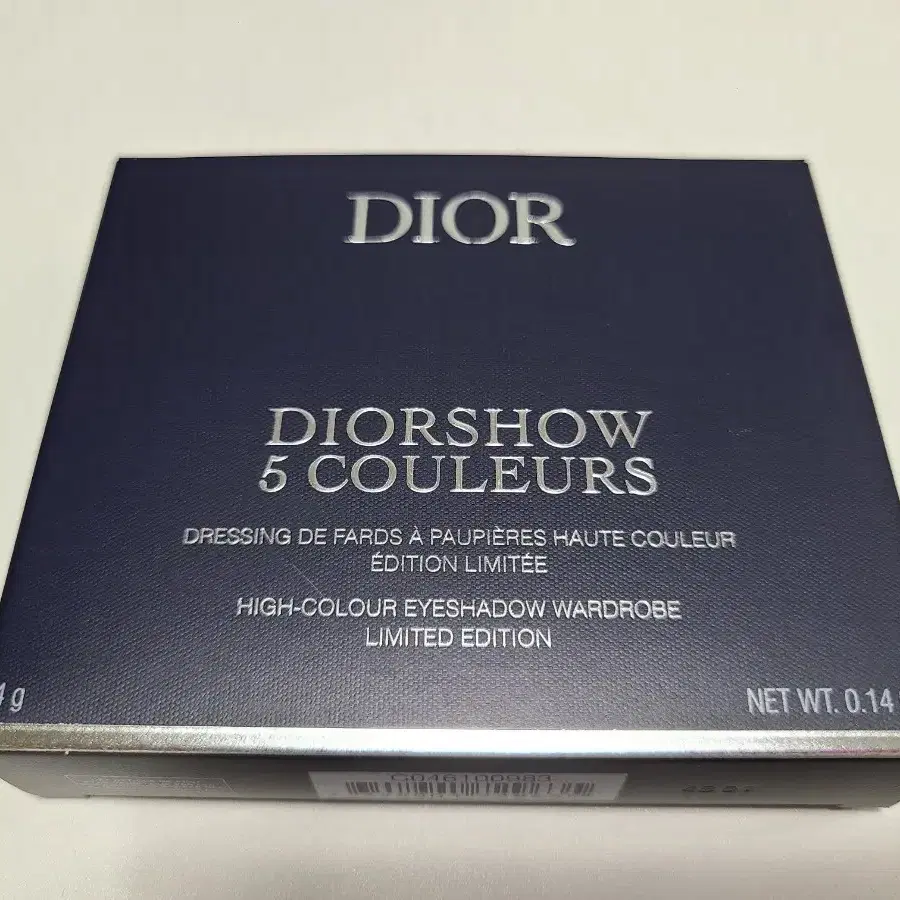 DIOR
DIORSHOW
5 COULEURS
DRESSING DE FARDS À PAUPIÈRES HAUTE COULEUR
ÉDITION LIMITÉE
HIGH-COLOUR EYESHADOW WARDROBE
LIMITED EDITION
g
NET WT. 0.14
C046100983